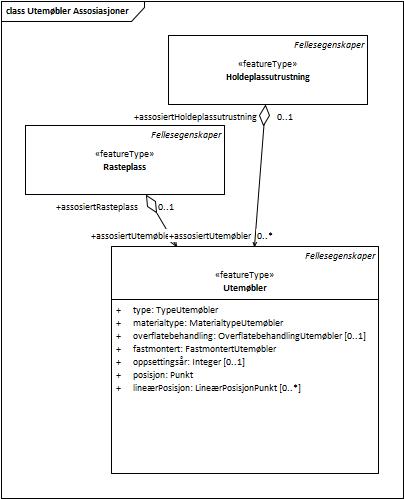 class Utemøbler Assosiasjoner
Fellesegenskaper
«featureType»
Holdeplassutrustning
+assosiertHoldeplassutrustning 0..1
Fellesegenskaper
«featureType»
Rasteplass
+assosiertRasteplass 0..1
+assosiertUtemøbler +assosiertUtemøbler 0..*
Fellesegenskaper
«featureType»
Utemøbler
+ type: TypeUtemøbler
+ materialtype: MaterialtypeUtemøbler
+ overflatebehandling: OverflatebehandlingUtemøbler [0..1]
+ fastmontert: FastmontertUtemøbler
+ oppsettingsår: Integer [0..1]
+ posisjon: Punkt
+ lineærPosisjon: LineærPosisjonPunkt [0..*]